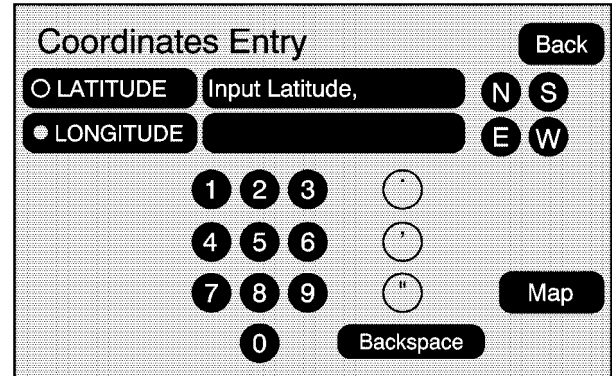 Coordinates Entry Back
LATITUDE Input Latitude, N S
LONGITUDE E W
1 2 3 °
4 5 6 '
7 8 9 " Map
0 Backspace